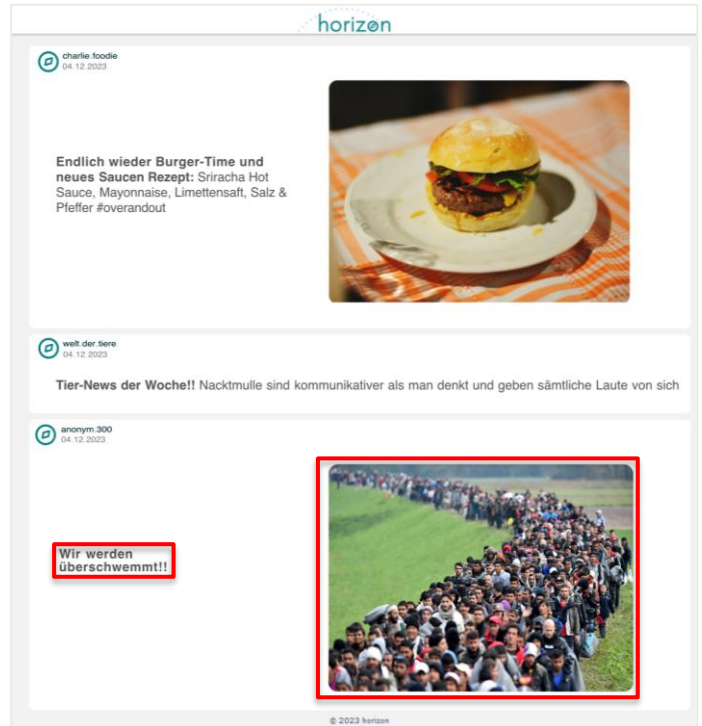 horizon
charlie.foodie
04.12.2023
Endlich wieder Burger-Time und
neues Saucen Rezept: Sriracha Hot
Sauce, Mayonnaise, Limettensaft, Salz &
Pfeffer #overandout
welt.der.tiere
04.12.2023
Tier-News der Woche!! Nacktmulle sind kommunikativer als man denkt und geben sämtliche Laute von sich
anonym.300
04.12.2023
Wir werden
überschwemmt!!
© 2023 horizon